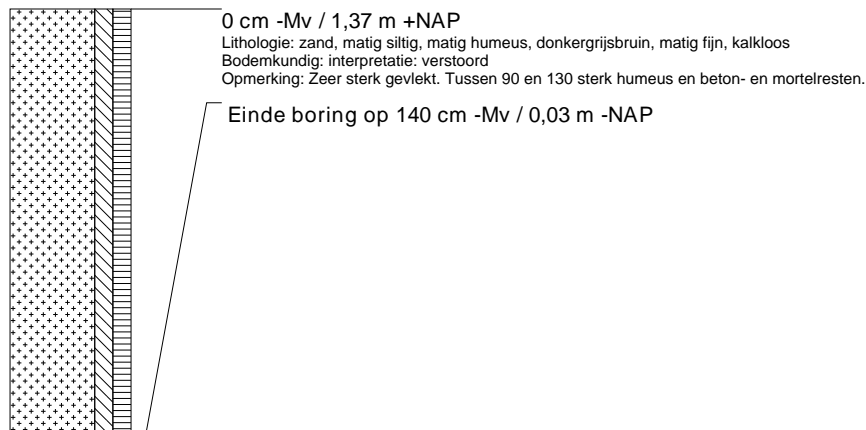 0 cm -Mv / 1,37 m +NAP
Lithologie: zand, matig siltig, matig humeus, donkergrijsbruin, matig fijn, kalkloos
Bodemkundig: interpretatie: verstoord
Opmerking: Zeer sterk gevlekt. Tussen 90 en 130 sterk humeus en beton- en mortelresten.
Einde boring op 140 cm -Mv / 0,03 m -NAP